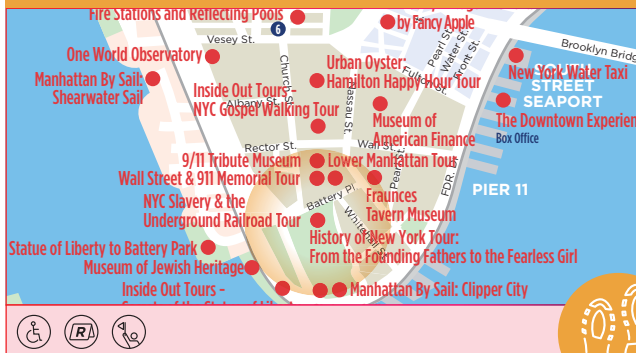 Fire Stations and Reflecting Pools
by Fancy Apple
6
Vesey St.
Pearl St.
Water St.
Front St.
Brooklyn Bridg
One World Observatory
Urban Oyster:
Hamilton Happy Hour Tour
New York Water Taxi
SOUTH
STREET
SEAPORT
Manhattan By Sail:
Shearwater Sail
Church St.
Fulton St.
Inside Out Tours –
NYC Gospel Walking Tour
Albany St.
Nassau St.
Museum of
American Finance
The Downtown Experien
Box Office
Rector St.
Wall St.
9/11 Tribute Museum
Lower Manhattan Tour
Wall Street & 911 Memorial Tour
Pearl St.
FDR. Dr
PIER 11
Battery Pl
Fraunces
Tavern Museum
NYC Slavery & the
Underground Railroad Tour
Whitehall St.
History of New York Tour:
From the Founding Fathers to the Fearless Girl
Statue of Liberty to Battery Park
Museum of Jewish Heritage
Inside Out Tours –
Manhattan By Sail: Clipper City
R